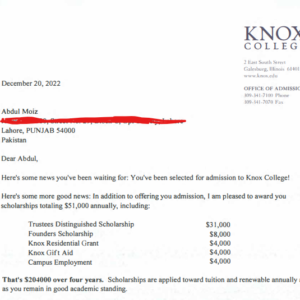 KNOX
COLLEGE
2 East South Street
Galesburg, Illinois
www.knox.edu
OFFICE OF ADMISSION
309-341-7100 Phone
309-341-7070 Fax
December 20, 2022
Abdul Moiz
Lahore, PUNJAB 54000
Pakistan
Dear Abdul,
Here's some news you've been waiting for: You've been selected for admission to Knox College!
Here's some more good news: In addition to offering you admission, I am pleased to award you
scholarships totaling $51,000 annually, including:
Trustees Distinguished Scholarship $31,000
Founders Scholarship $8,000
Knox Residential Grant $4,000
Knox Gift Aid $4,000
Campus Employment $4,000
That's $204000 over four years. Scholarships are applied toward tuition and renewable annually
as you remain in good academic standing.